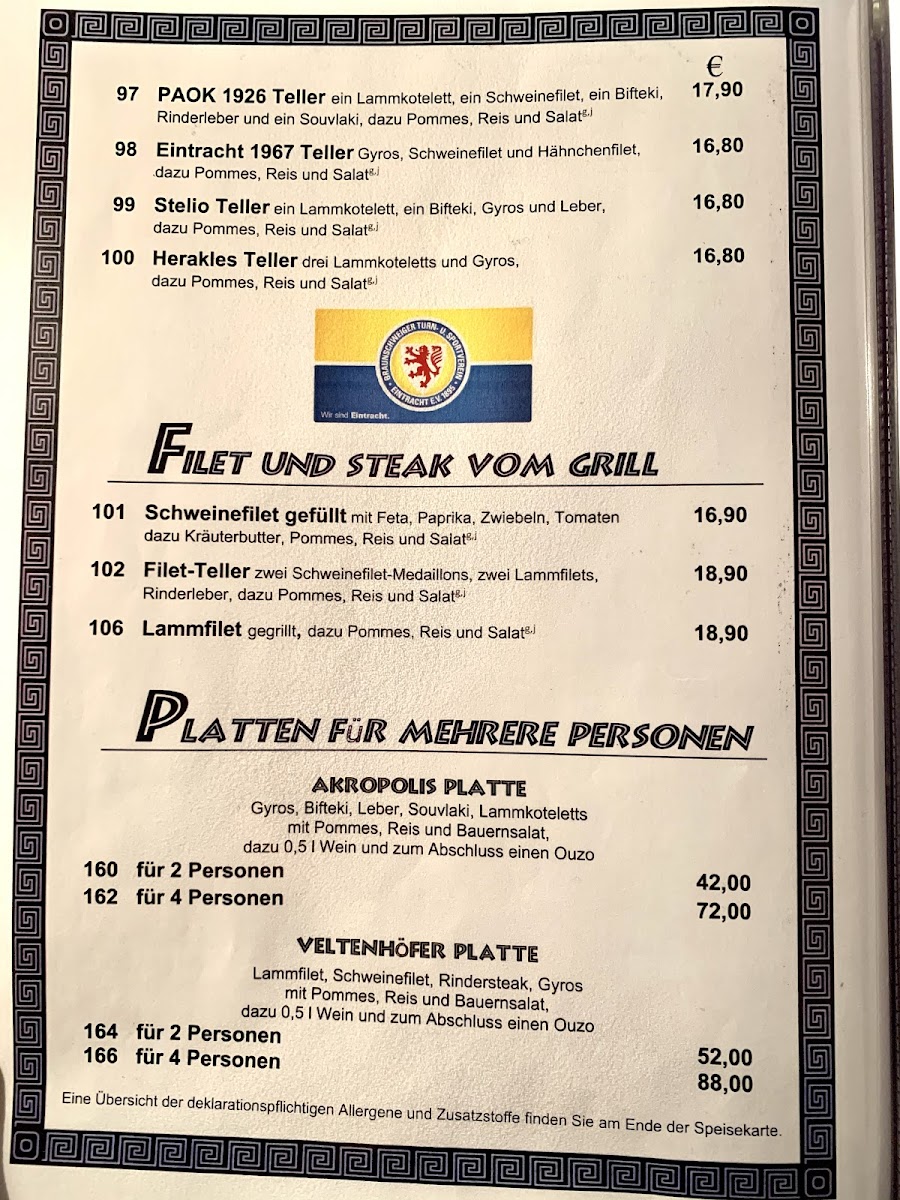 €
97 PAOK 1926 Teller ein Lammkotelett, ein Schweinefilet, ein Bifteki, 17,90
Rinderleber und ein Souvlaki, dazu Pommes, Reis und Salat g,j
98 Eintracht 1967 Teller Gyros, Schweinefilet und Hähnchenfilet, 16,80
dazu Pommes, Reis und Salat g,j
99 Stelio Teller ein Lammkotelett, ein Bifteki, Gyros und Leber, 16,80
dazu Pommes, Reis und Salat g,j
100 Herakles Teller drei Lammkoteletts und Gyros, 16,80
dazu Pommes, Reis und Salat g,j
BRAUNSCHWEIGER TURN- U. SPORTVEREIN
EINTRACHT E.V. 1895
Wir sind Eintracht.
FILET UND STEAK VOM GRILL
101 Schweinefilet gefüllt mit Feta, Paprika, Zwiebeln, Tomaten 16,90
dazu Kräuterbutter, Pommes, Reis und Salat g,j
102 Filet-Teller zwei Schweinefilet-Medaillons, zwei Lammfilets, 18,90
Rinderleber, dazu Pommes, Reis und Salat g,j
106 Lammfilet gegrillt, dazu Pommes, Reis und Salat g,j 18,90
PLATTEN FüR MEHRERE PERSONEN
AKROPOLIS PLATTE
Gyros, Bifteki, Leber, Souvlaki, Lammkoteletts
mit Pommes, Reis und Bauernsalat,
dazu 0,5 l Wein und zum Abschluss einen Ouzo
160 für 2 Personen 42,00
162 für 4 Personen 72,00
VELTENHÖFER PLATTE
Lammfilet, Schweinefilet, Rindersteak, Gyros
mit Pommes, Reis und Bauernsalat,
dazu 0,5 l Wein und zum Abschluss einen Ouzo
164 für 2 Personen 52,00
166 für 4 Personen 88,00
Eine Übersicht der deklarationspflichtigen Allergene und Zusatzstoffe finden Sie am Ende der Speisekarte.